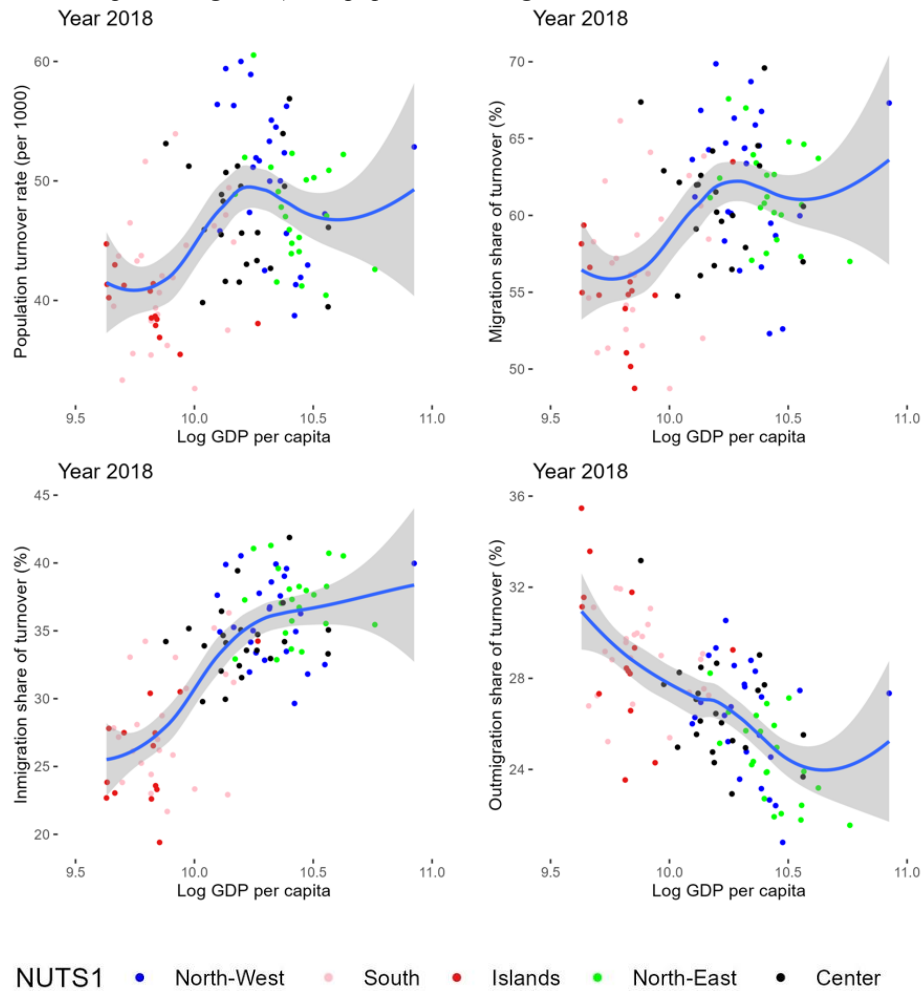 Year 2018
Year 2018
Population turnover rate (per 1000)
60
50
40
9.5 10.0 10.5 11.0
Log GDP per capita
Migration share of turnover (%)
70
65
60
55
50
9.5 10.0 10.5 11.0
Log GDP per capita
Year 2018
Year 2018
Inmigration share of turnover (%)
45
40
35
30
25
20
9.5 10.0 10.5 11.0
Log GDP per capita
Outmigration share of turnover (%)
36
32
28
24
9.5 10.0 10.5 11.0
Log GDP per capita
NUTS1 North-West South Islands North-East Center